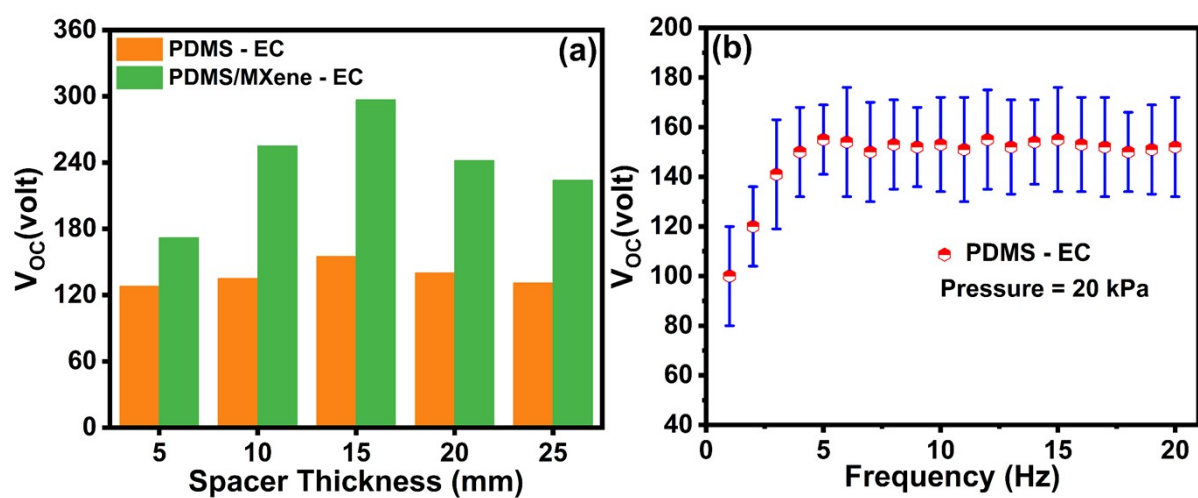 360
300
240
180
120
60
0
V_OC(volt)
PDMS - EC
PDMS/MXene - EC
(a)
5 10 15 20 25
Spacer Thickness (mm)
200
180
160
140
120
100
80
60
40
V_OC(volt)
(b)
PDMS - EC
Pressure = 20 kPa
0 5 10 15 20
Frequency (Hz)